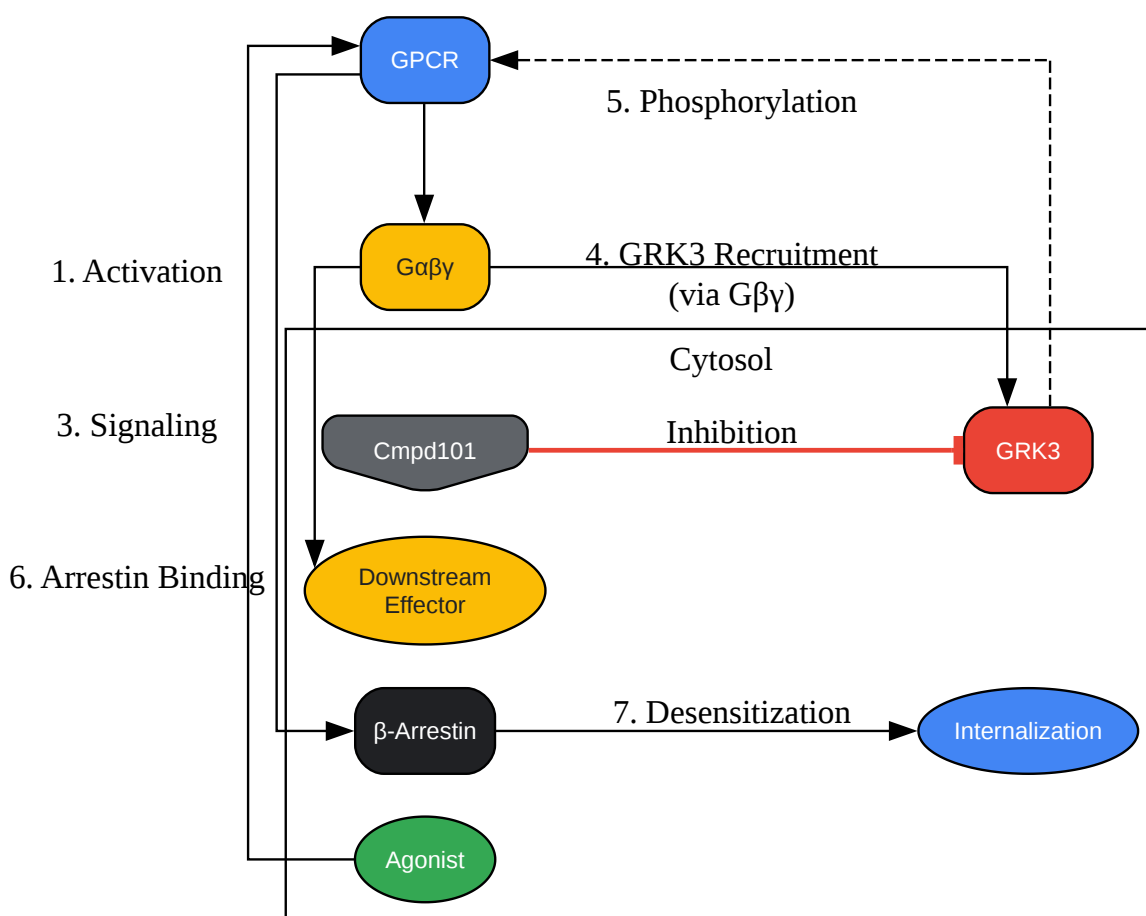 GPCR
5. Phosphorylation
Gαβγ
4. GRK3 Recruitment
(via Gβγ)
1. Activation
Cytosol
3. Signaling
Cmpd101
Inhibition
GRK3
6. Arrestin Binding
Downstream
Effector
β-Arrestin
7. Desensitization
Internalization
Agonist